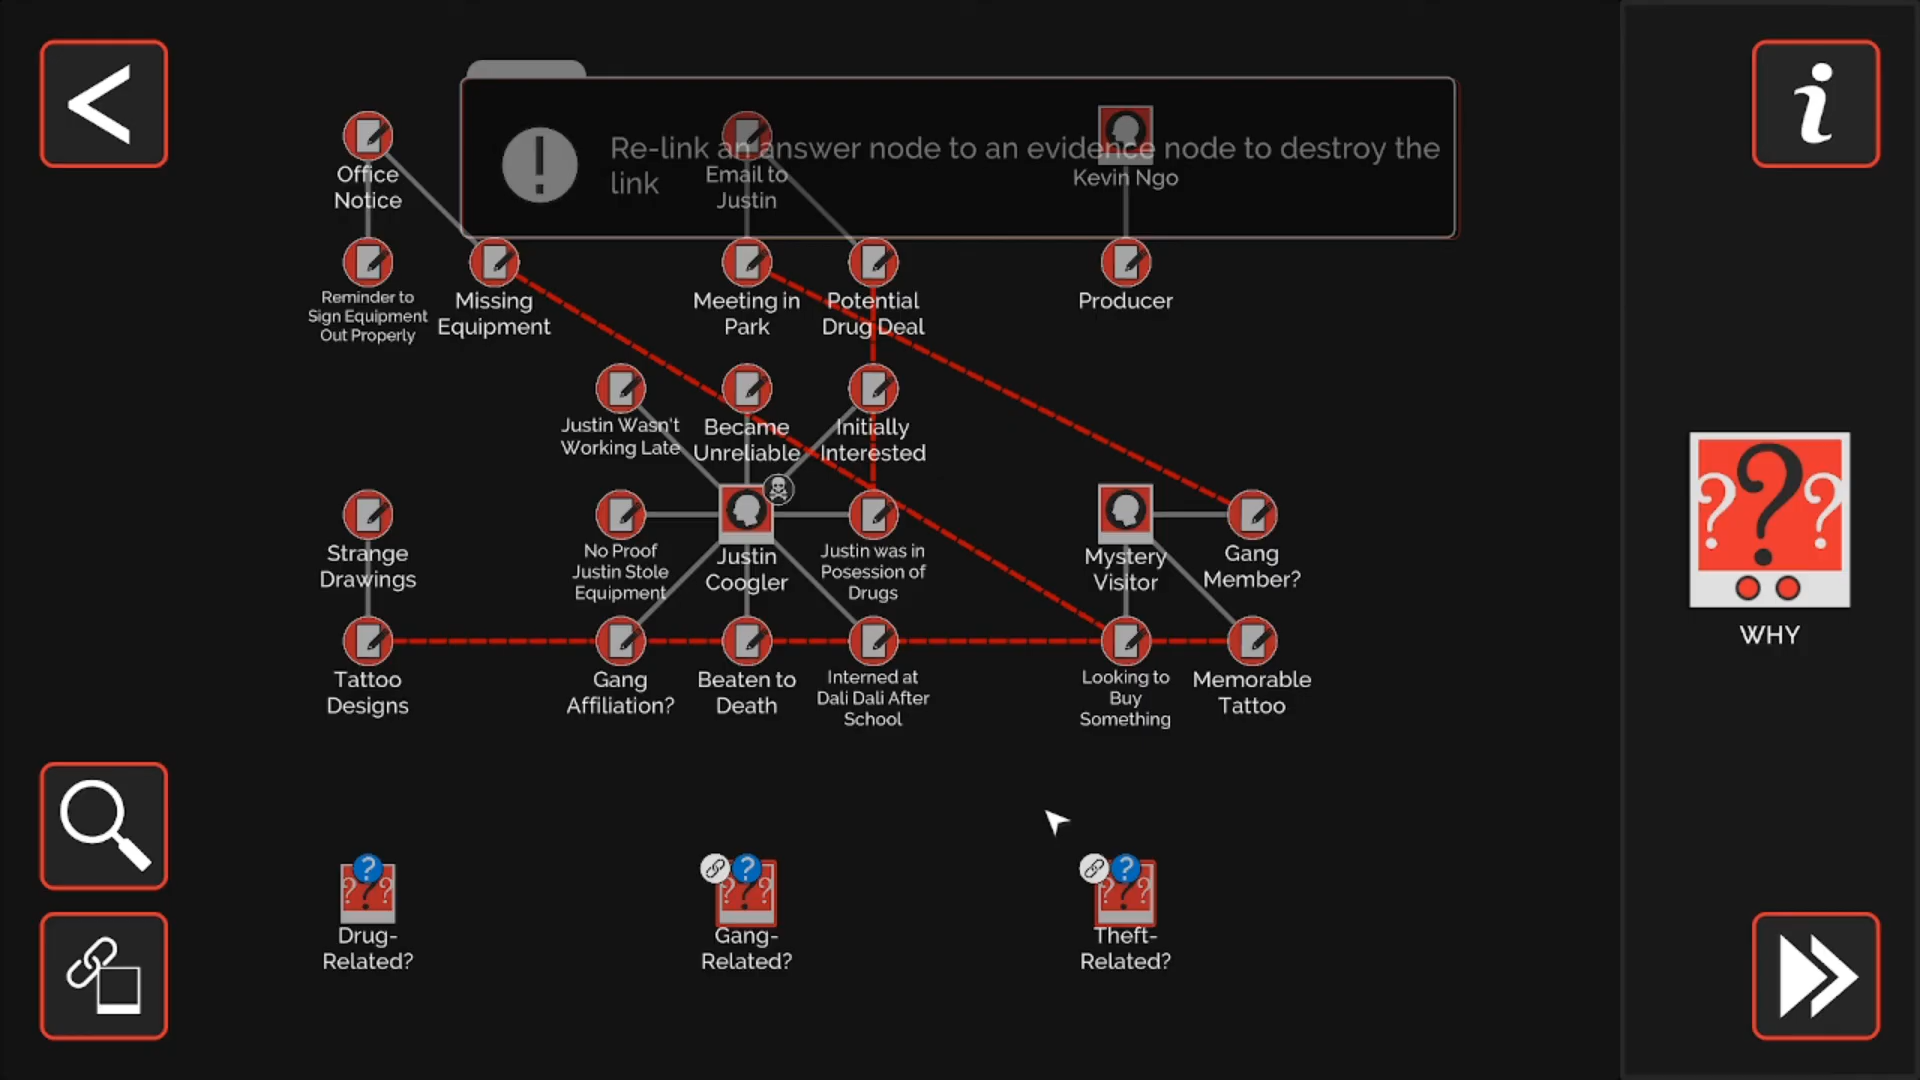 Re-link an answer node to an evidence node to destroy the
link
Office
Notice
Email to
Justin
Kevin Ngo
Reminder to
Sign Equipment
Out Properly
Missing
Equipment
Meeting in
Park
Potential
Drug Deal
Producer
Justin Wasn't
Working Late
Became
Unreliable
Initially
Interested
Strange
Drawings
No Proof
Justin Stole
Equipment
Justin
Coogler
Justin was in
Posession of
Drugs
Mystery
Visitor
Gang
Member?
WHY
Tattoo
Designs
Gang
Affiliation?
Beaten to
Death
Interned at
Dali Dali After
School
Looking to
Buy
Something
Memorable
Tattoo
Drug-
Related?
Gang-
Related?
Theft-
Related?